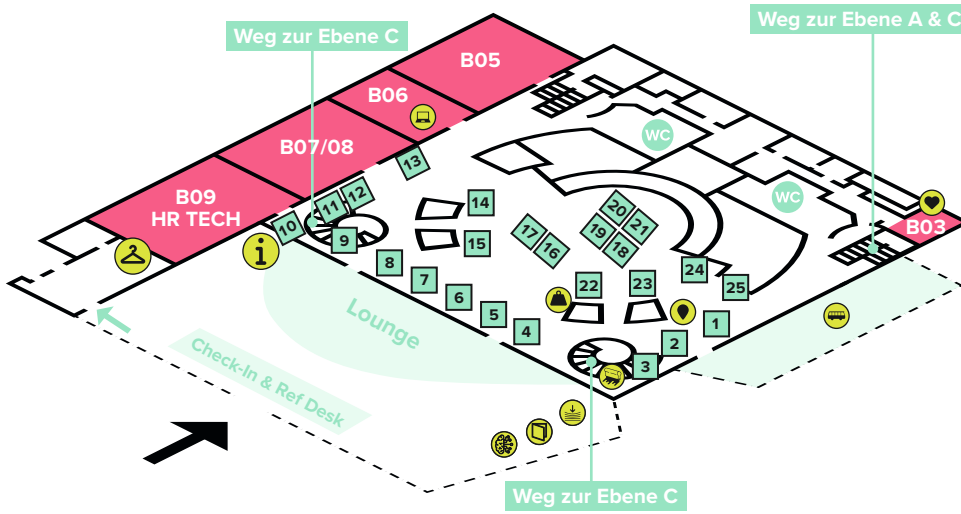 Weg zur Ebene C
Weg zur Ebene A & C
B05
B06
B07/08
B09
HR TECH
B03
WC
WC
13
12
11
10
9
14
15
8
7
6
5
4
20
21
19
18
17
16
22
23
24
25
1
2
3
i
Lounge
Check-In & Ref Desk
Weg zur Ebene C